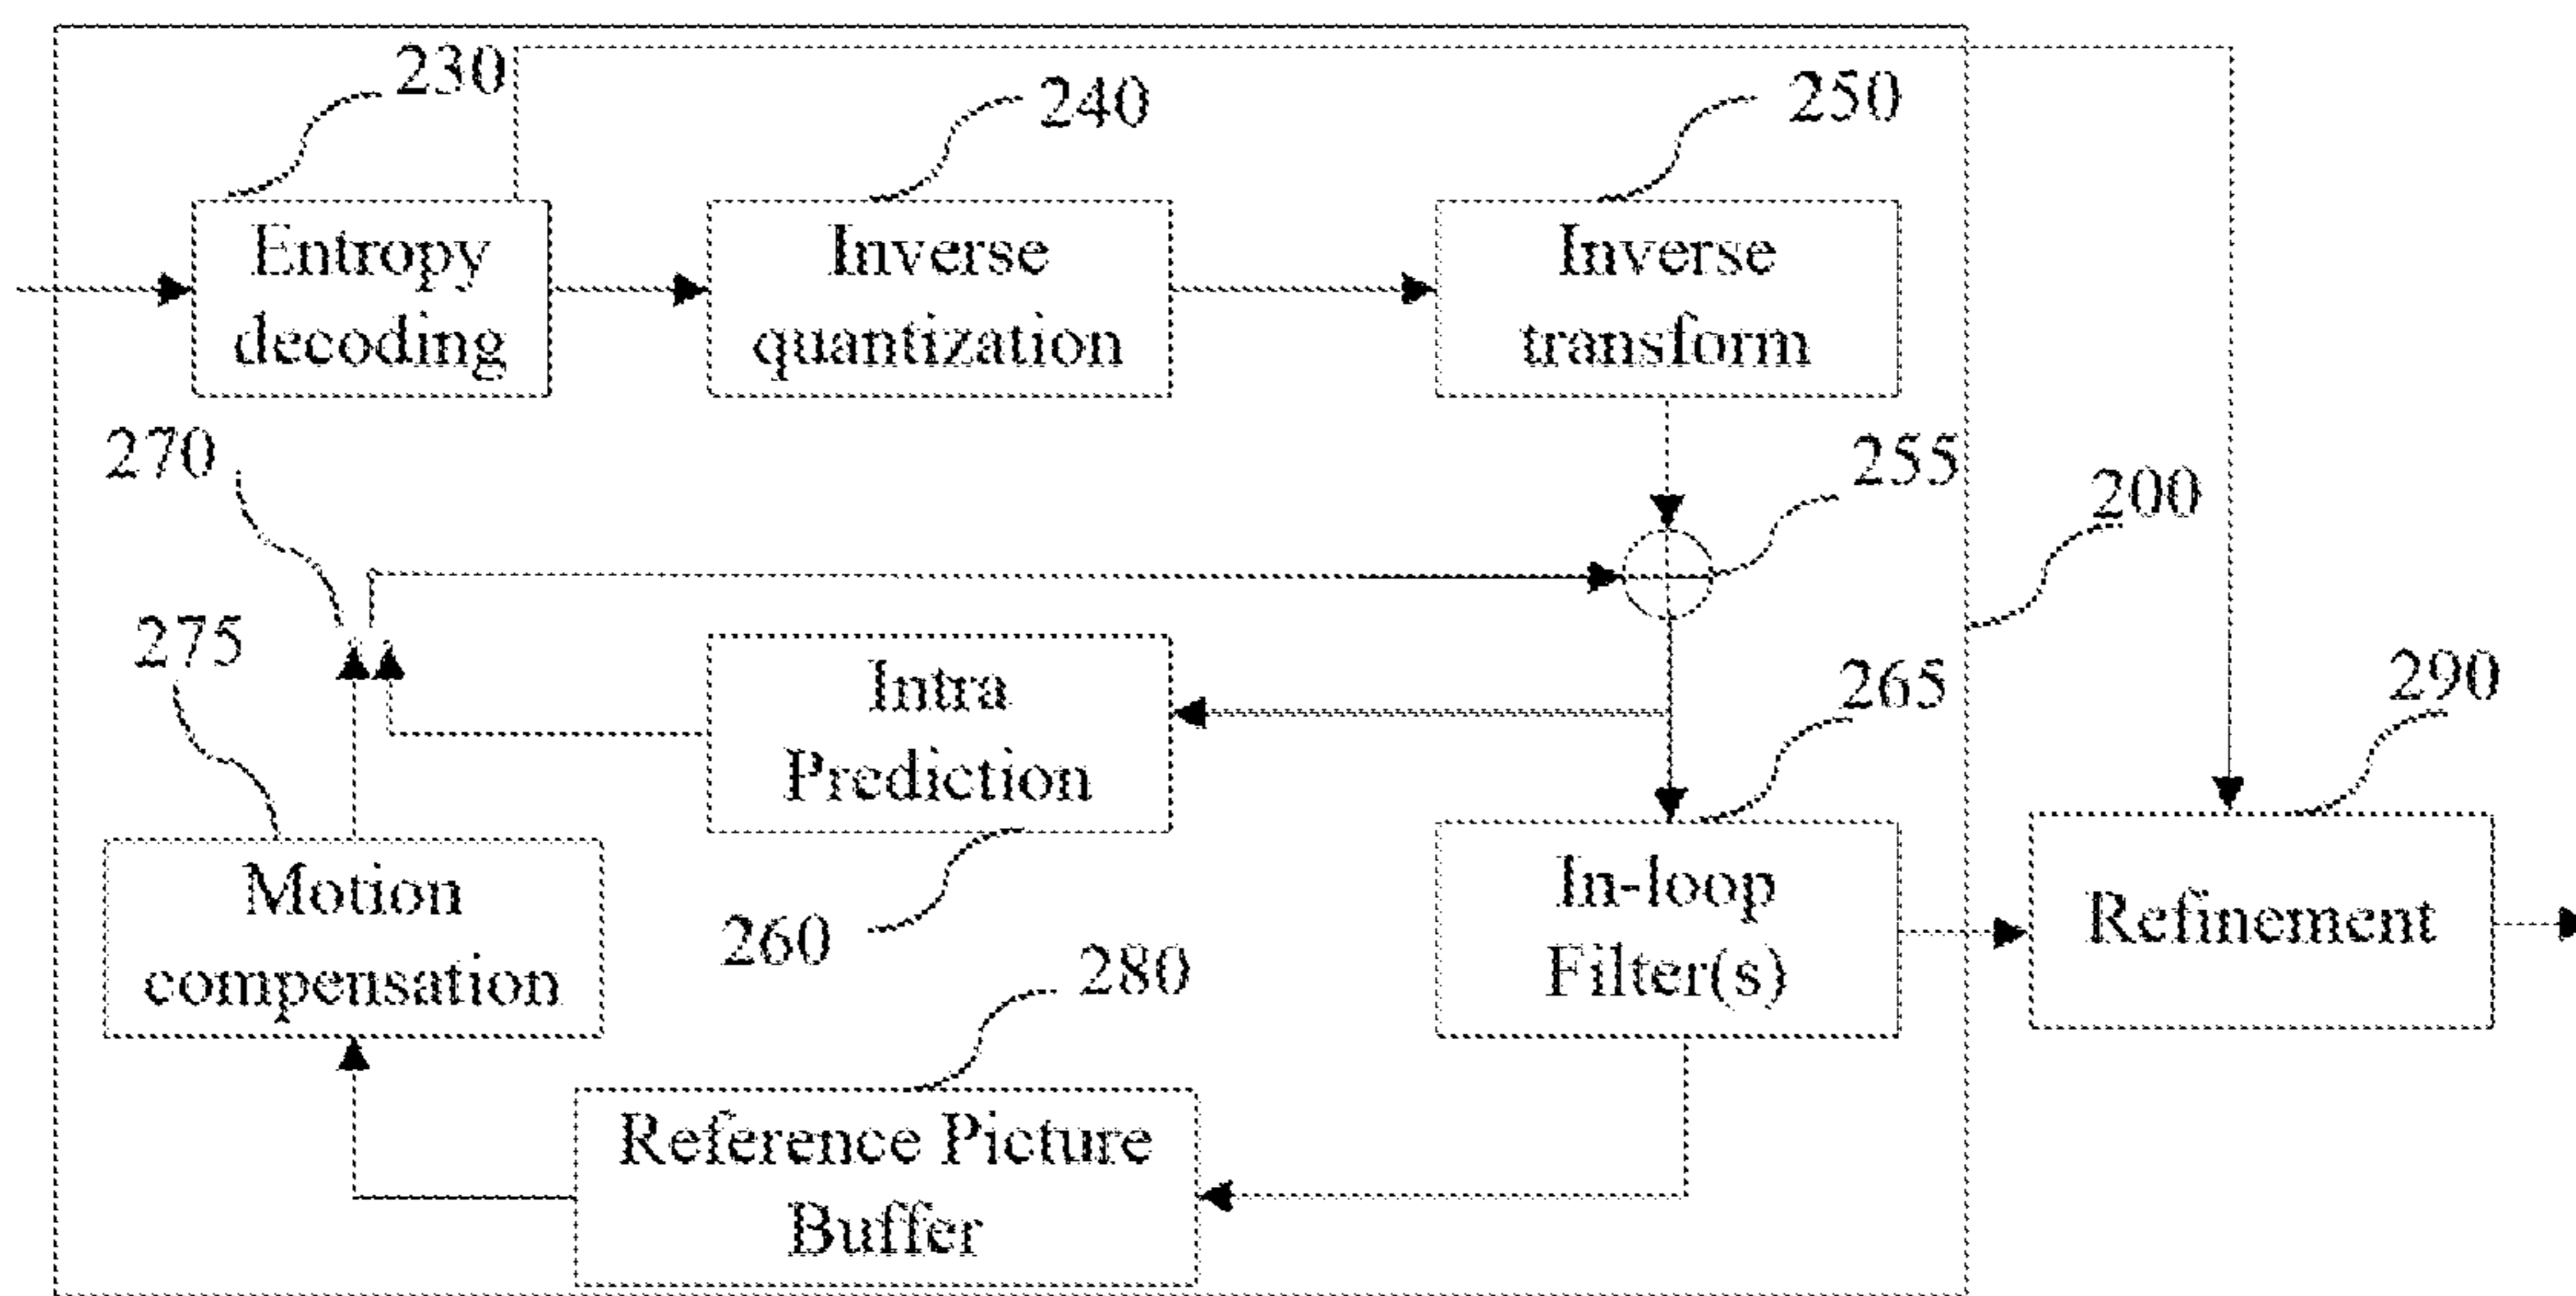 230
240
250
Entropy
decoding
Inverse
quantization
Inverse
transform
270
255
200
275
Intra
Prediction
265
290
Motion
compensation
260
280
In-loop
Filter(s)
Refinement
Reference Picture
Buffer